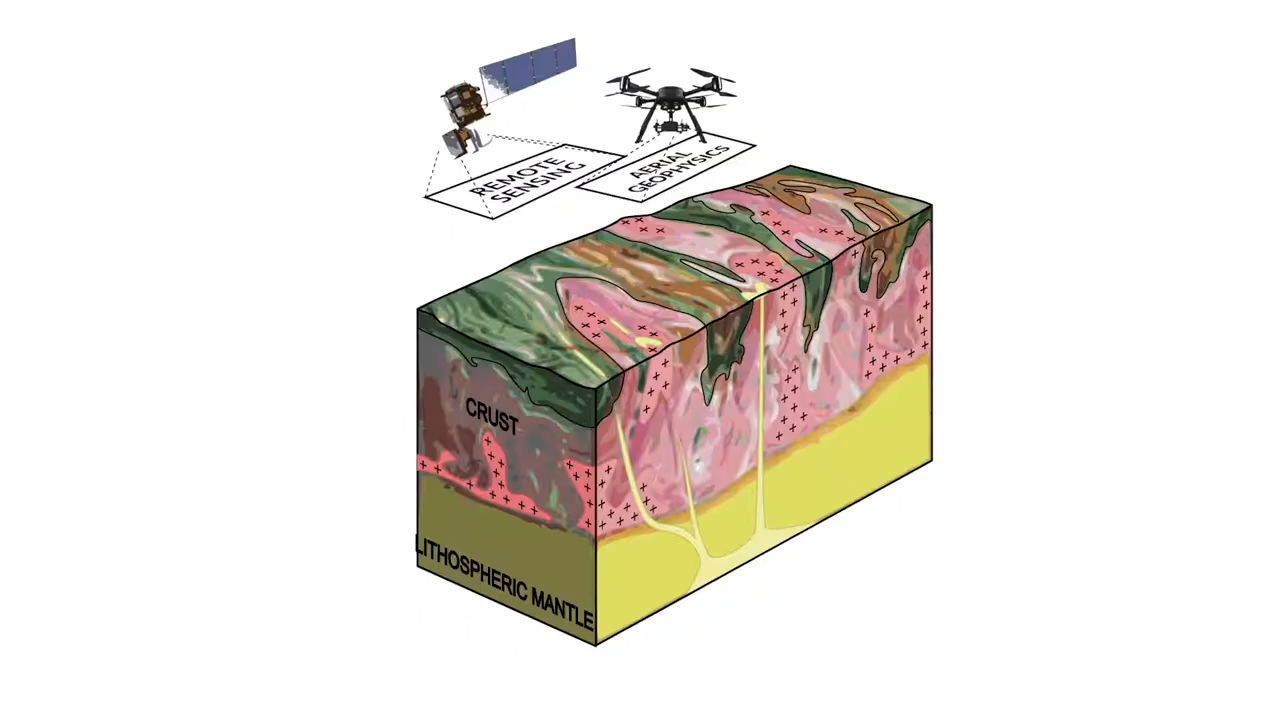 REMOTE
SENSING
AERIAL
GEOPHYSICS
CRUST
LITHOSPHERIC MANTLE